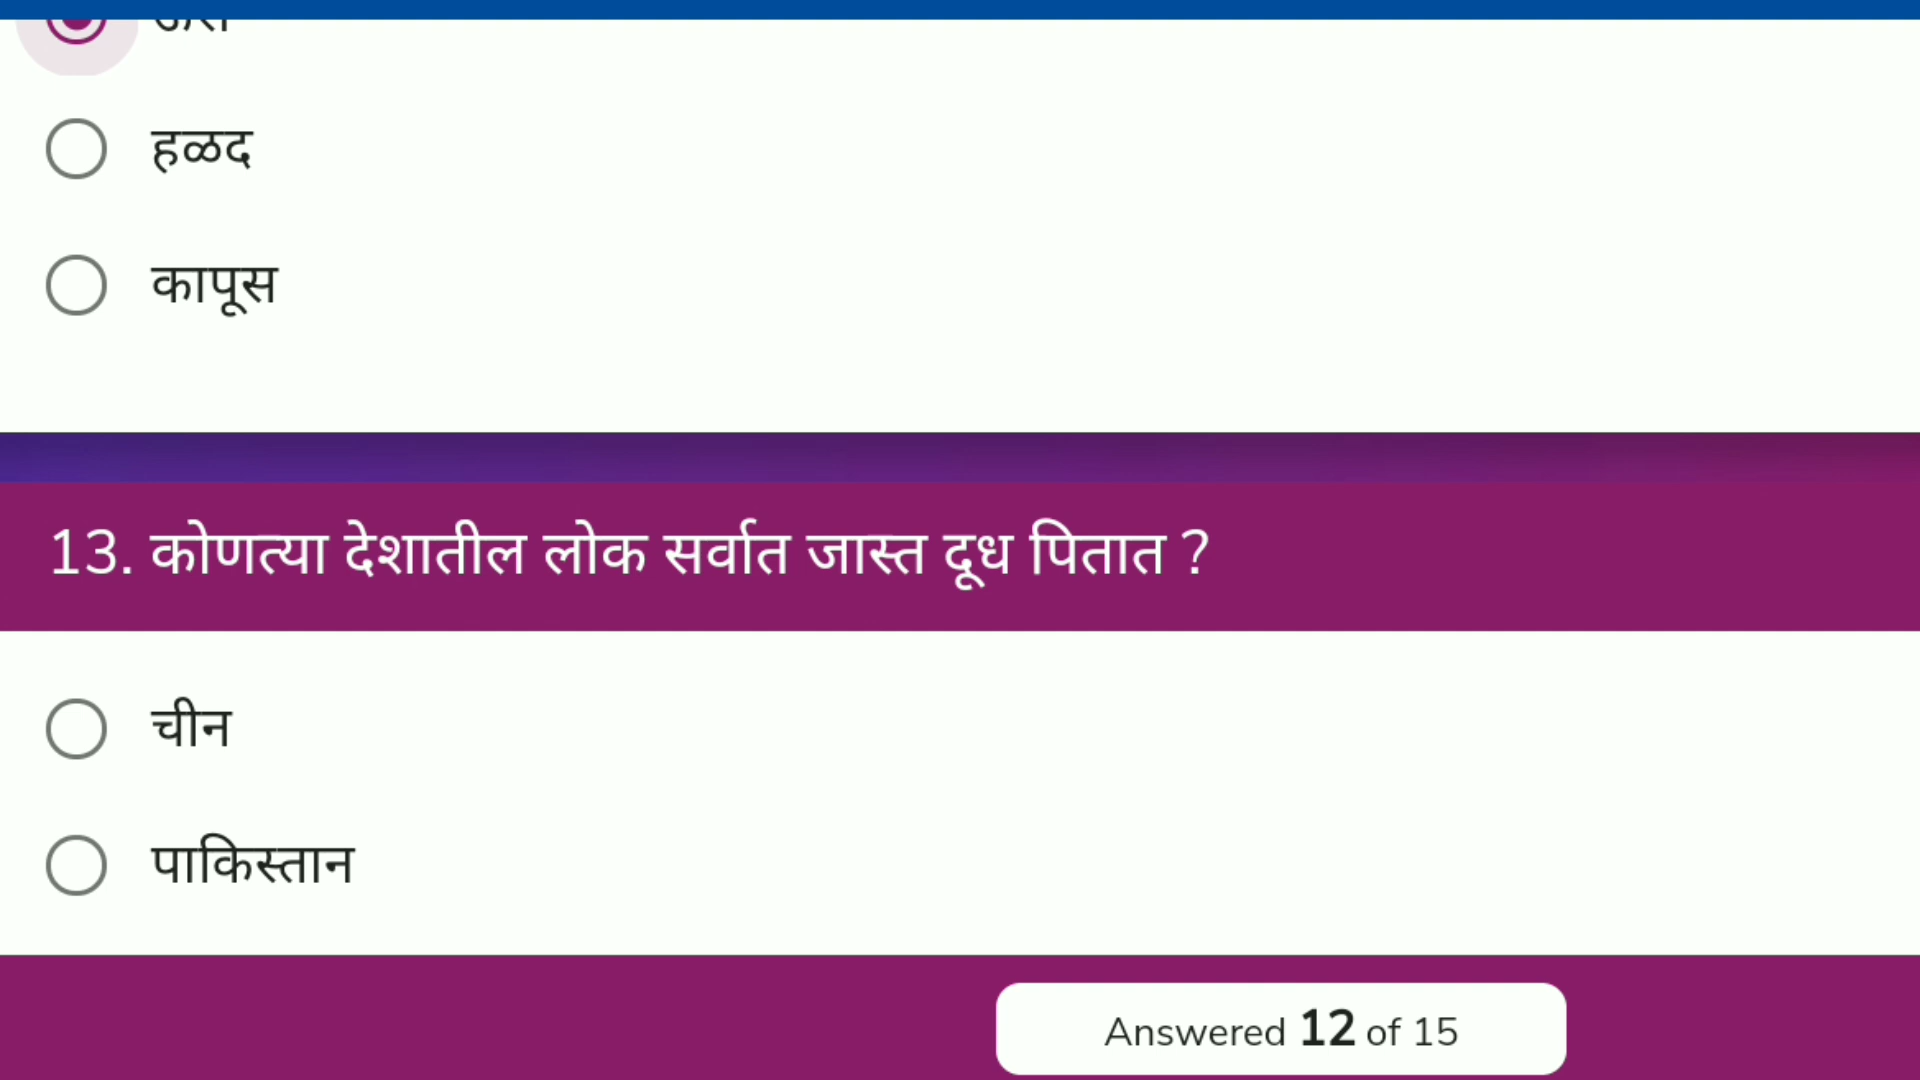 हळद
कापूस
13. कोणत्या देशातील लोक सर्वात जास्त दूध पितात ?
चीन
पाकिस्तान
Answered 12 of 15